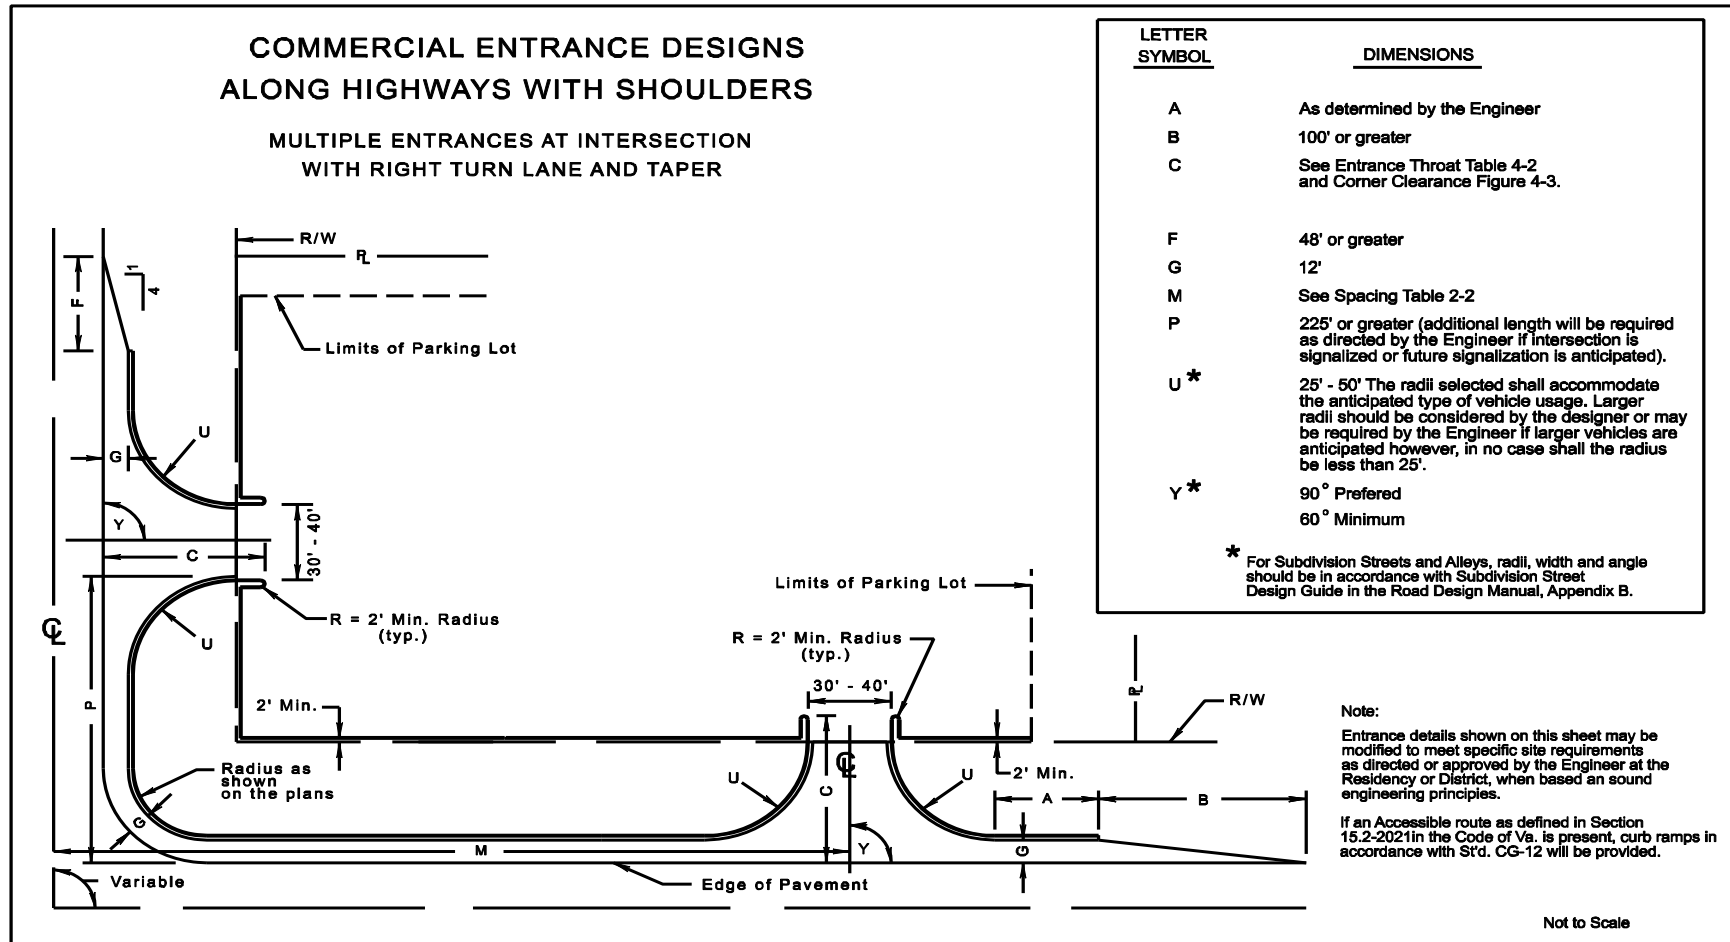 COMMERCIAL ENTRANCE DESIGNS
ALONG HIGHWAYS WITH SHOULDERS
MULTIPLE ENTRANCES AT INTERSECTION
WITH RIGHT TURN LANE AND TAPER
LETTER
SYMBOL
DIMENSIONS
A As determined by the Engineer
B 100' or greater
C See Entrance Throat Table 4-2
and Corner Clearance Figure 4-3.
F 48' or greater
G 12'
M See Spacing Table 2-2
P 225' or greater (additional length will be required
as directed by the Engineer if intersection is
signalized or future signalization is anticipated).
U * 25' - 50' The radii selected shall accommodate
the anticipated type of vehicle usage. Larger
radii should be considered by the designer or may
be required by the Engineer if larger vehicles are
anticipated however, in no case shall the radius
be less than 25'.
Y * 90° Prefered
60° Minimum
* For Subdivision Streets and Alleys, radii, width and angle
should be in accordance with Subdivision Street
Design Guide in the Road Design Manual, Appendix B.
R/W
PL
1
4
F
Limits of Parking Lot
U
G
Y
30' - 40'
C
Limits of Parking Lot
R = 2' Min. Radius
(typ.)
CL
U
R = 2' Min. Radius
(typ.)
30' - 40'
P
2' Min.
PL
R/W
Radius as
shown
on the plans
CL
U
U
2' Min.
C
A
B
G
M
Y
G
Variable
Edge of Pavement
Note:
Entrance details shown on this sheet may be
modified to meet specific site requirements
as directed or approved by the Engineer at the
Residency or District, when based an sound
engineering principies.
If an Accessible route as defined in Section
15.2-2021in the Code of Va. is present, curb ramps in
accordance with St'd. CG-12 will be provided.
Not to Scale